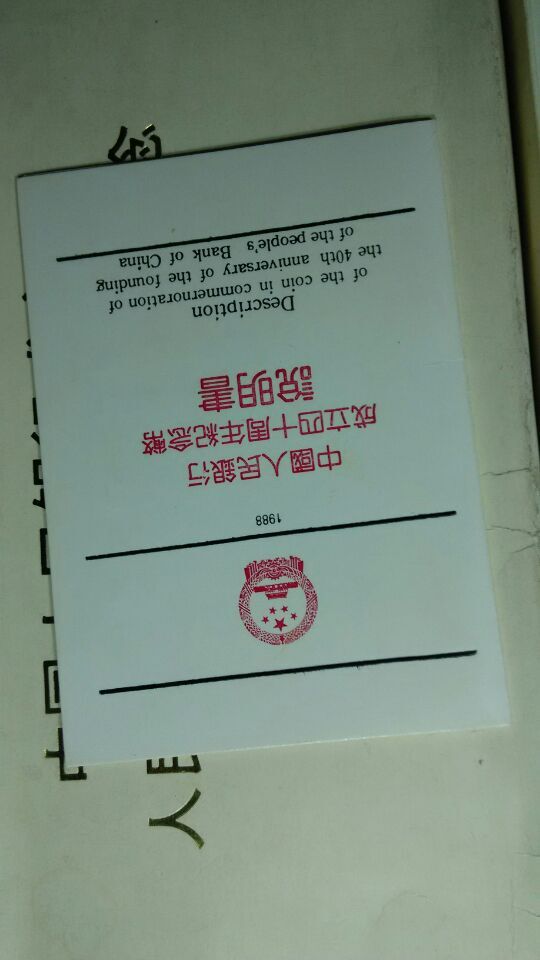 1988
中國人民銀行
成立四十周年紀念幣
説明書
Description
of the coin in commemoration of
the 40th anniversary of the founding
of the people's Bank of China